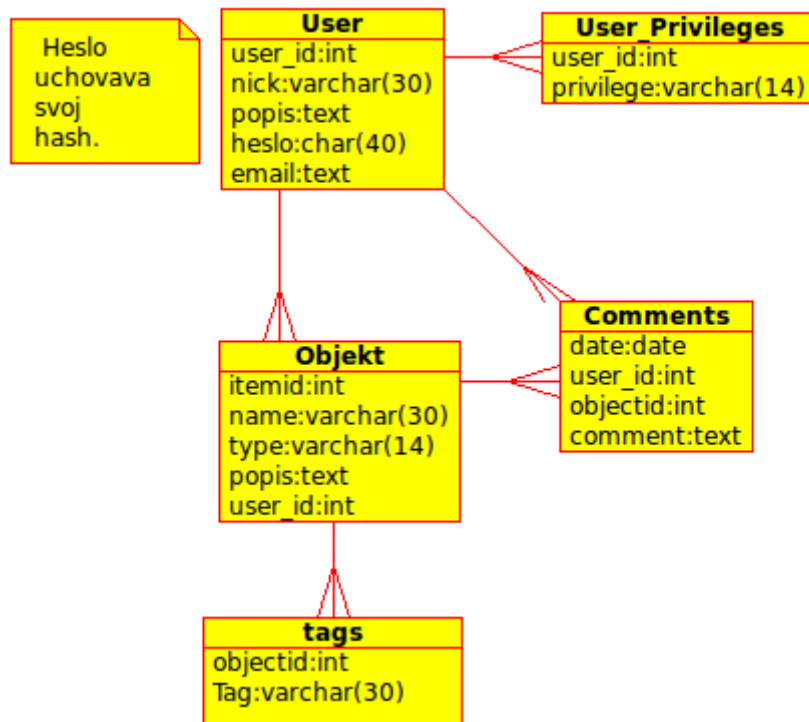 Heslo
uchovava
svoj
hash.
User
user_id:int
nick:varchar(30)
popis:text
heslo:char(40)
email:text
User_Privileges
user_id:int
privilege:varchar(14)
Comments
date:date
user_id:int
objectid:int
comment:text
Objekt
itemid:int
name:varchar(30)
type:varchar(14)
popis:text
user_id:int
tags
objectid:int
Tag:varchar(30)